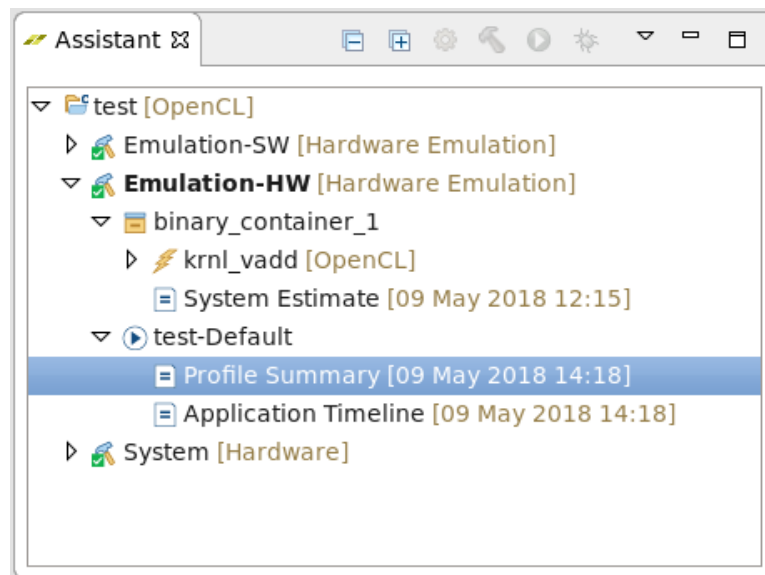 Assistant
test [OpenCL]
Emulation-SW [Hardware Emulation]
Emulation-HW [Hardware Emulation]
binary_container_1
krnl_vadd [OpenCL]
System Estimate [09 May 2018 12:15]
test-Default
Profile Summary [09 May 2018 14:18]
Application Timeline [09 May 2018 14:18]
System [Hardware]